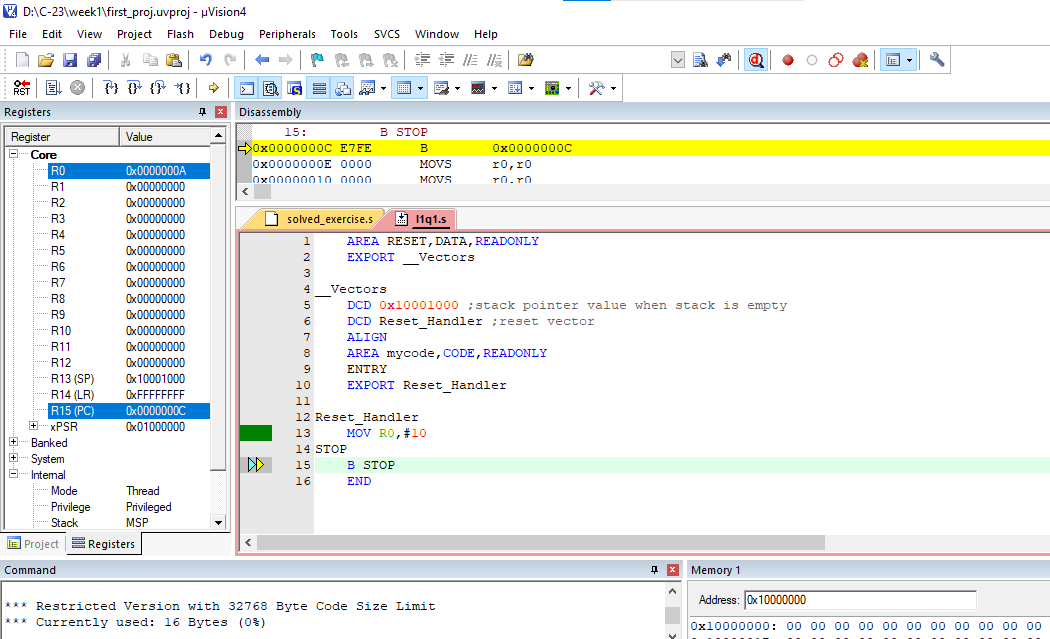 D:\C-23\week1\first_proj.uvproj - µVision4
File Edit View Project Flash Debug Peripherals Tools SVCS Window Help
RST
Registers
Register Value
Core
R0 0x0000000A
R1 0x00000000
R2 0x00000000
R3 0x00000000
R4 0x00000000
R5 0x00000000
R6 0x00000000
R7 0x00000000
R8 0x00000000
R9 0x00000000
R10 0x00000000
R11 0x00000000
R12 0x00000000
R13 (SP) 0x10001000
R14 (LR) 0xFFFFFFFF
R15 (PC) 0x0000000C
xPSR 0x01000000
Banked
System
Internal
Mode Thread
Privilege Privileged
Stack MSP
Project Registers
Disassembly
15: B STOP
0x0000000C E7FE B 0x0000000C
0x0000000E 0000 MOVS r0,r0
0x00000010 0000 MOVS r0,r0
solved_exercise.s l1q1.s
1 AREA RESET,DATA,READONLY
2 EXPORT __Vectors
3
4 __Vectors
5 DCD 0x10001000 ;stack pointer value when stack is empty
6 DCD Reset_Handler ;reset vector
7 ALIGN
8 AREA mycode,CODE,READONLY
9 ENTRY
10 EXPORT Reset_Handler
11
12 Reset_Handler
13 MOV R0,#10
14 STOP
15 B STOP
16 END
Command
*** Restricted Version with 32768 Byte Code Size Limit
*** Currently used: 16 Bytes (0%)
Memory 1
Address: 0x10000000
0x10000000: 00 00 00 00 00 00 00 00 00 00 00